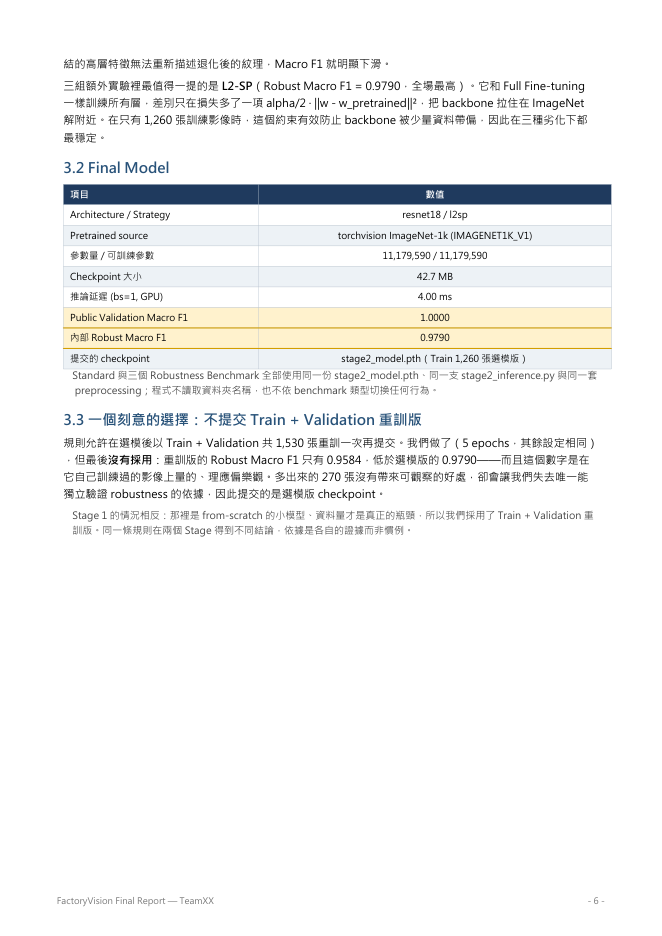 結的高層特徵無法重新描述退化後的紋理，Macro F1 就明顯下滑。
三組額外實驗裡最值得一提的是 L2-SP（Robust Macro F1 = 0.9790，全場最高）。它和 Full Fine-tuning
一樣訓練所有層，差別只在損失多了一項 alpha/2 · ||w - w_pretrained||²，把 backbone 拉住在 ImageNet
解附近。在只有 1,260 張訓練影像時，這個約束有效防止 backbone 被少量資料帶偏，因此在三種劣化下都
最穩定。
3.2 Final Model
項目 數值
Architecture / Strategy resnet18 / l2sp
Pretrained source torchvision ImageNet-1k (IMAGENET1K_V1)
參數量 / 可訓練參數 11,179,590 / 11,179,590
Checkpoint 大小 42.7 MB
推論延遲 (bs=1, GPU) 4.00 ms
Public Validation Macro F1 1.0000
內部 Robust Macro F1 0.9790
提交的 checkpoint stage2_model.pth（Train 1,260 張選模版）
Standard 與三個 Robustness Benchmark 全部使用同一份 stage2_model.pth、同一支 stage2_inference.py 與同一套
preprocessing；程式不讀取資料夾名稱，也不依 benchmark 類型切換任何行為。
3.3 一個刻意的選擇：不提交 Train + Validation 重訓版
規則允許在選模後以 Train + Validation 共 1,530 張重訓一次再提交。我們做了（5 epochs，其餘設定相同）
，但最後沒有採用：重訓版的 Robust Macro F1 只有 0.9584，低於選模版的 0.9790——而且這個數字是在
它自己訓練過的影像上量的、理應偏樂觀。多出來的 270 張沒有帶來可觀察的好處，卻會讓我們失去唯一能
獨立驗證 robustness 的依據，因此提交的是選模版 checkpoint。
Stage 1 的情況相反：那裡是 from-scratch 的小模型、資料量才是真正的瓶頸，所以我們採用了 Train + Validation 重
訓版。同一條規則在兩個 Stage 得到不同結論，依據是各自的證據而非慣例。
FactoryVision Final Report — TeamXX
- 6 -